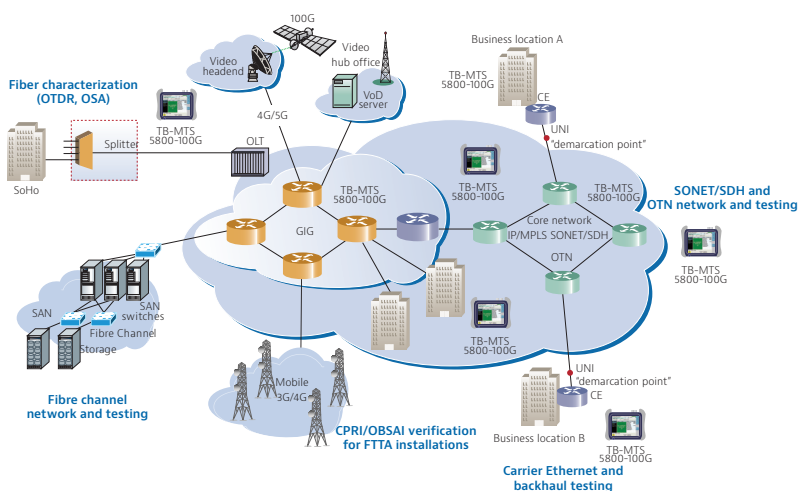 100G
Video
headend
Video
hub office
VoD
server
4G/5G
Business location A
TB-MTS
5800-100G
CE
UNI
"demarcation point"
Fiber characterization
(OTDR, OSA)
TB-MTS
5800-100G
Splitter
OLT
SoHo
TB-MTS
5800-100G
TB-MTS
5800-100G
TB-MTS
5800-100G
SONET/SDH and
OTN network and testing
GIG
Core network
IP/MPLS SONET/SDH
OTN
TB-MTS
5800-100G
SAN
SAN
switches
Fibre Channel
Storage
TB-MTS
5800-100G
Mobile
3G/4G
Fibre channel
network and testing
CPRI/OBSAI verification
for FTTA installations
UNI
"demarcation point"
CE
Business location B
TB-MTS
5800-100G
Carrier Ethernet and
backhaul testing